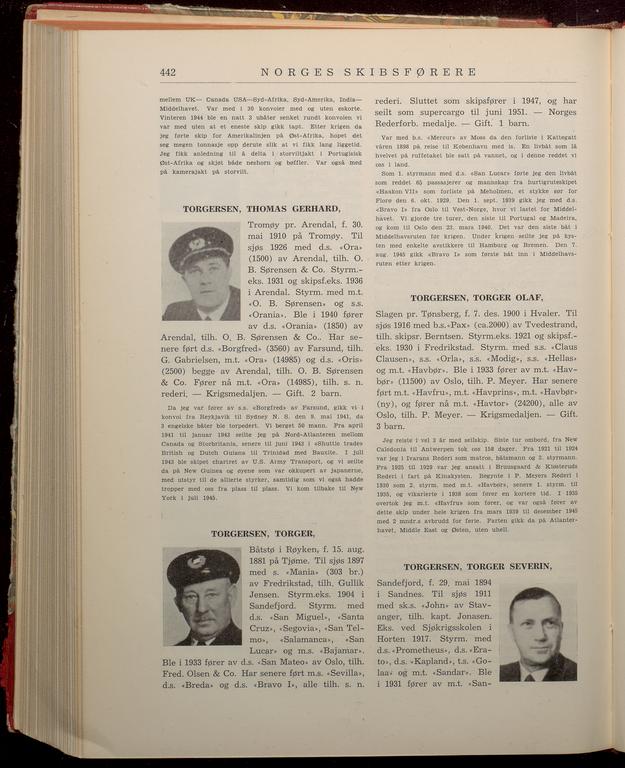 442
NORGES SKIBSFØRERE
mellem UK— Canada USA—Syd-Afrika, Syd-Amerika, India—
Middelhavet. Var med i 30 konvoier med og uten eskorte.
Vinteren 1944 ble en natt 3 ubåter senket rundt konvoien vi
var med uten at et eneste skip gikk tapt. Etter krigen da
jeg førte skip for Amerikalinjen på Øst-Afrika, hopet det
seg megen tonnasje opp derute slik at vi fikk lang liggetid.
Jeg fikk anledning til å delta i storviltjakt i Portugisisk
Øst-Afrika og skjøt både neshorn og bøffler. Var også med
på kamerajakt på storvilt.
TORGERSEN, THOMAS GERHARD,
Tromøy pr. Arendal, f. 30.
mai 1910 på Tromøy. Til
sjøs 1926 med d.s. «Ora»
(1500) av Arendal, tilh. O.
B. Sørensen & Co. Styrm.-
eks. 1931 og skipsf.eks. 1936
i Arendal. Styrm. med m.t.
«O. B. Sørensen» og s.s.
«Orania». Ble i 1940 fører
av d.s. «Orania» (1850) av
Arendal, tilh. O. B. Sørensen & Co.. Har se-
nere ført d.s. «Borgfred» (3560) av Farsund, tilh.
G. Gabrielsen, m.t. «Ora» (14985) og d.s. «Oris»
(2500) begge av Arendal, tilh. O. B. Sørensen
& Co. Fører nå m.t. «Ora» (14985), tilh. s. n.
rederi, — Krigsmedaljen. — Gift. 2 barn.
Da jeg var fører av s.s. «Borgfred» av Farsund, gikk vi i
konvoi fra Reykjavik til Sydney N. S. den 9. mai 1941, da
3 engelske båter ble torpedert. Vi berget 50 mann. Fra april
1941 til januar 1943 seilte jeg på Nord-Atlanteren mellom
Canada og Storbritania, senere til juni 1943 i «Shuttle trade»
British og Dutch Guiana til Trinidad med Bauxite. I juli
1943 ble skipet chartret av U.S. Army Transport, og vi seilte
da på New Guinea og øyene som var okkupert av japanerne,
med utstyr til de allierte styrker, samtidig som vi også hadde
tropper med oss fra plass til plass. Vi kom tilbake til New
York i juli 1945.
TORGERSEN, TORGER,
Båtstø i Røyken, f. 15. aug.
1881 på Tjøme. Til sjøs 1897
med s. «Mania» (303 br.)
av Fredrikstad, tilh. Gullik
Jensen. Styrm.eks. 1904 i
Sandefjord. Styrm. med
d.s. «San Miguel», «Santa
Cruz», «Segovia», «San Tel-
mo», «Salamanca», «San
Lucar» og m.s. «Bajamar».
Ble i 1933 fører av d.s. «San Mateo» av Oslo, tilh.
Fred. Olsen & Co. Har senere ført m.s. «Sevilla»,
d.s. «Breda» og d.s. «Bravo I», alle tilh. s. n.
rederi. Sluttet som skipsfører i 1947, og har
seilt som supercargo til juni 1951. — Norges
Rederforb. medalje. — Gift. 1 barn.
Var med b.s. «Mercur» av Moss da den forliste i Kattegatt
våren 1898 på reise til København med is. En livbåt som lå
hvelvet på ruffetaket ble satt på vannet, og i denne reddet vi
oss i land.
Som 1. styrmann med d.s. «San Lucar» førte jeg den livbåt
som reddet 65 passasjerer og mannskap fra hurtigruteskipet
«Haakon VII» som forliste på Meholmen, et stykke sør for
Florø den 6. okt. 1929. Den 1. sept. 1939 gikk jeg med d.s.
«Bravo I» fra Oslo til Vest-Norge, hvor vi lastet for Middel-
havet. Vi gjorde tre turer, den siste til Portugal og Madeira,
og kom til Oslo den 23. mars 1940. Det var den siste båt i
Middelhavsruten før krigen. Under krigen seilte jeg på kys-
ten med enkelte avstikkere til Hamburg og Bremen. Den 7.
aug. 1945 gikk «Bravo I» som første båt inn i Middelhavs-
ruten etter krigen.
TORGERSEN, TORGER OLAF,
Slagen pr. Tønsberg, f. 7. des. 1900 i Hvaler. Til
sjøs 1916 med b.s.«Pax» (ca.2000) av Tvedestrand,
tilh. skipsr. Berntsen. Styrm.eks. 1921 og skipsf.-
eks. 1930 i Fredrikstad. Styrm. med s.s. «Claus
Clausen», s.s. «Orla», s.s. «Modig», s.s. «Hellas»
og m.t. «Havbør». Ble i 1933 fører av m.t. «Hav-
bør» (11500) av Oslo, tilh. P. Meyer. Har senere
ført m.t. «Havfru», m.t. «Havprins», m.t. «Havbør»
(ny), og fører nå m.t. «Havtor» (24200), alle av
Oslo, tilh. P. Meyer. — Krigsmedaljen. — Gift.
3 barn.
Jeg reiste i vel 3 år med seilskip. Siste tur ombord, fra New
Caledonia til Antwerpen tok oss 158 dager. Fra 1921 til 1924
var jeg i Ivarans Rederi som matros, båtsmann og 2. styrmann.
Fra 1925 til 1929 var jeg ansatt i Bruusgaard & Kiøsteruds
Rederi i fart på Kinakysten. Begynte i P. Meyers Rederi i
1930 som 2. styrm. med m.t. «Havbør», senere 1. styrm. til
1935, og vikarierte i 1938 som fører en kortere tid. I 1935
overtok jeg m.t. «Havfru» som fører, og var også fører av
dette skip under hele krigen fra mars 1939 til desember 1945
med 2 mndr.s avbrudd for ferie. Farten gikk da på Atlanter-
havet, Middle East og Østen, uten uhell.
TORGERSEN, TORGER SEVERIN,
Sandefjord, f. 29. mai 1894
i Sandnes. Til sjøs 1911
med sk.s. «John» av Stav-
anger, tilh. kapt. Jonasen.
Eks. ved Sjøkrigsskolen i
Horten 1917. Styrm. med
d.s. «Prometheus», d.s. «Era-
to», d.s. «Kapland», t.s. «Go-
laa» og m.t. «Sandar». Ble
i 1931 fører av m.t. «San-